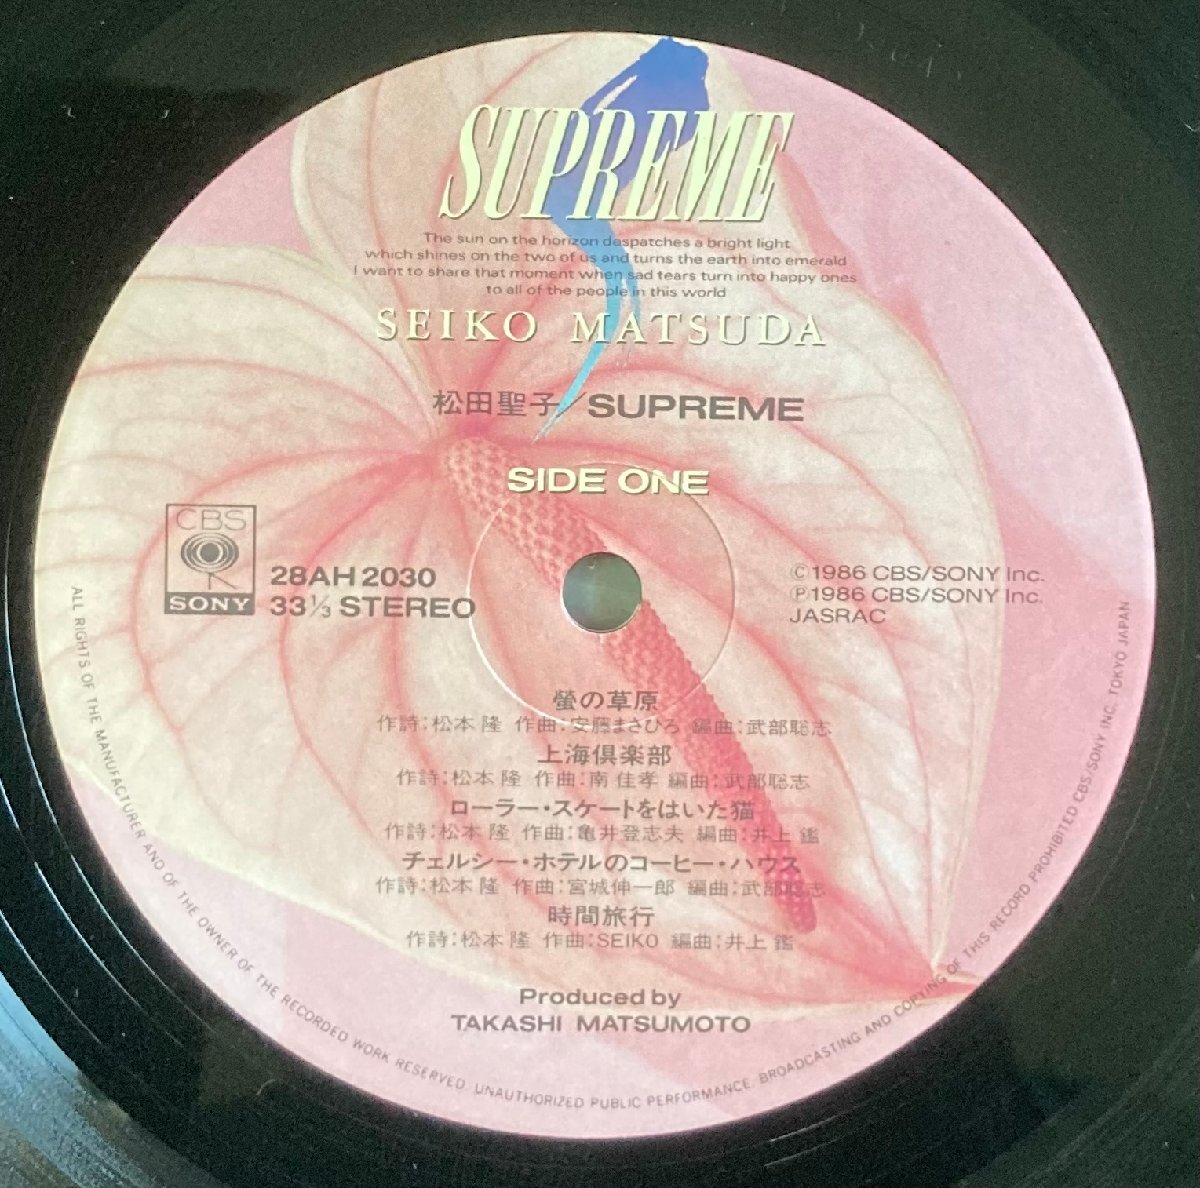 SUPREME
The sun on the horizon despatches a bright light
which shines on the two of us and turns the earth into emerald
I want to share that moment when sad tears turn into happy ones
to all of the people in this world
SEIKO MATSUDA
松田聖子/SUPREME
SIDE ONE
CBS
SONY
28AH 2030
33⅓ STEREO
Ⓒ1986 CBS/SONY Inc.
Ⓟ1986 CBS/SONY Inc.
JASRAC
螢の草原
作詩:松本 隆 作曲:安藤まさひろ 編曲:武部聡志
上海倶楽部
作詩:松本 隆 作曲:南 佳孝 編曲:武部聡志
ローラー・スケートをはいた猫
作詩:松本 隆 作曲:亀井登志夫 編曲:井上 鑑
チェルシー・ホテルのコーヒー・ハウス
作詩:松本 隆 作曲:宮城伸一郎 編曲:武部聡志
時間旅行
作詩:松本 隆 作曲:SEIKO 編曲:井上 鑑
Produced by
TAKASHI MATSUMOTO
ALL RIGHTS OF THE MANUFACTURER AND OF THE OWNER OF THE RECORDED WORK RESERVED. UNAUTHORIZED PUBLIC PERFORMANCE, BROADCASTING AND COPYING OF THIS RECORD PROHIBITED CBS/SONY INC. TOKYO JAPAN